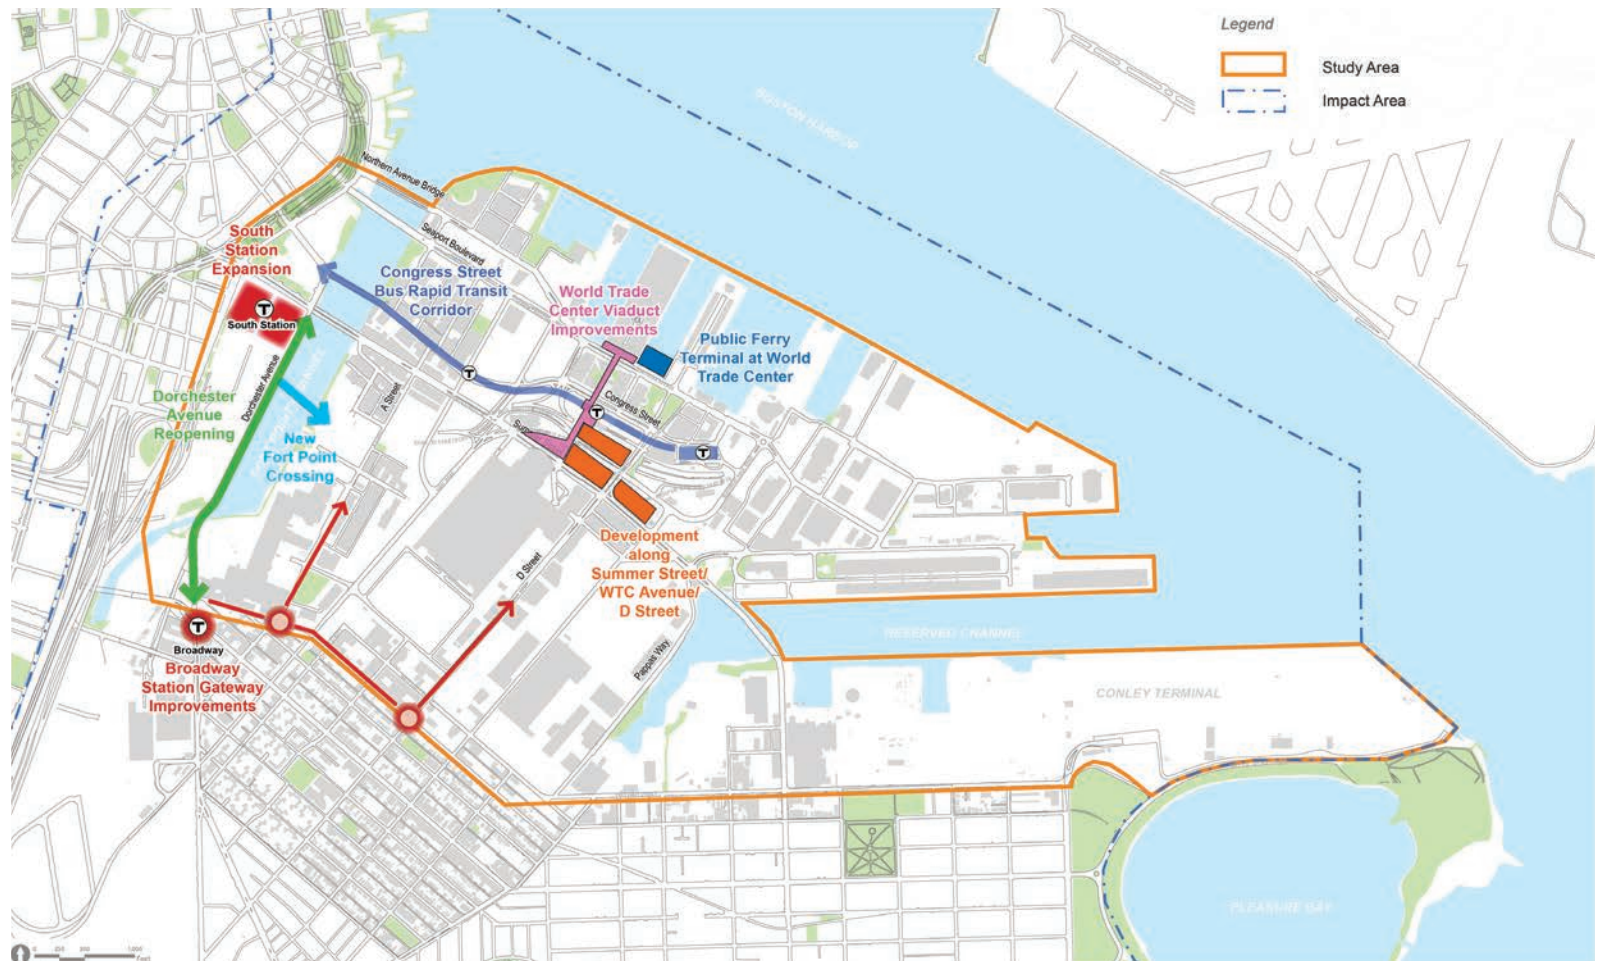 Legend
Study Area
Impact Area
BOSTON HARBOR
Northern Avenue Bridge
Seaport Boulevard
South
Station
Expansion
T
South Station
Congress Street
Bus Rapid Transit
Corridor
World Trade
Center Viaduct
Improvements
Public Ferry
Terminal at World
Trade Center
T
Dorchester Avenue
A Street
Dorchester
Avenue
Reopening
Congress Street
T
T
New
Fort Point
Crossing
Development
along
Summer Street/
WTC Avenue/
D Street
D Street
T
Broadway
Broadway
Station Gateway
Improvements
Pappas Way
RESERVED CHANNEL
CONLEY TERMINAL
PLEASURE BAY